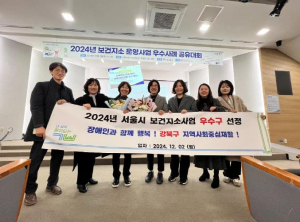 2024년 보건지소 운영사업 우수사례 공유대회
2024년 서울시 보건지소사업 우수구 선정
장애인과 함께 행복! 강북구 지역사회중심재활!
일자 : 2024. 12. 02.(월)